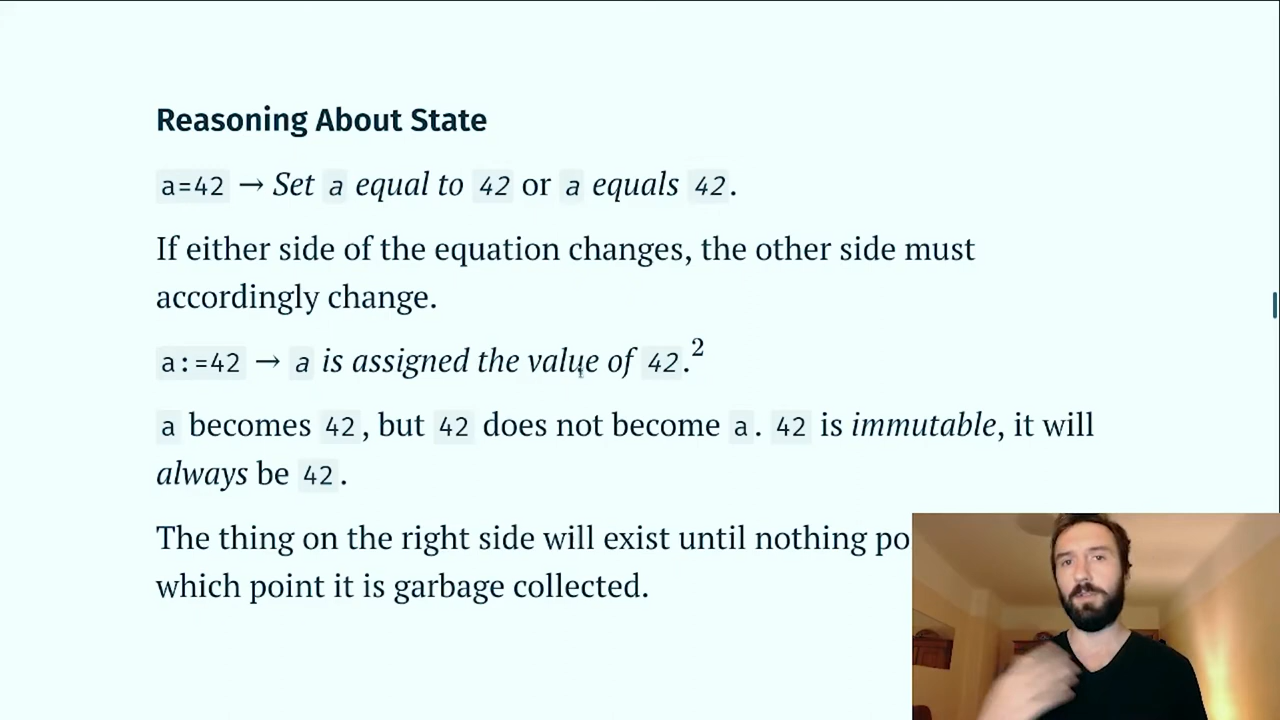 Reasoning About State
a=42 → Set a equal to 42 or a equals 42.
If either side of the equation changes, the other side must
accordingly change.
a:=42 → a is assigned the value of 42.²
a becomes 42, but 42 does not become a. 42 is immutable, it will
always be 42.
The thing on the right side will exist until nothing
which point it is garbage collected.